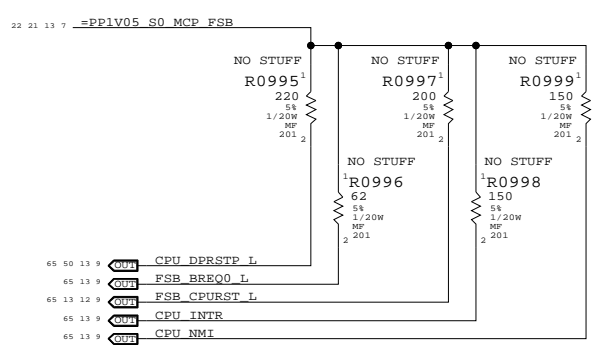 22 21 13 7 =PP1V05_S0_MCP_FSB
NO STUFF NO STUFF NO STUFF
R0995 1 R0997 1 R0999 1
220 200 150
5% 5% 5%
1/20W 1/20W 1/20W
MF MF MF
201 2 201 2 201 2
NO STUFF NO STUFF
1 R0996 1 R0998
62 150
5% 5%
1/20W 1/20W
MF MF
2 201 2 201
65 50 13 9 OUT CPU_DPRSTP_L
65 13 9 OUT FSB_BREQ0_L
65 13 12 9 OUT FSB_CPURST_L
65 13 9 OUT CPU_INTR
65 13 9 OUT CPU_NMI